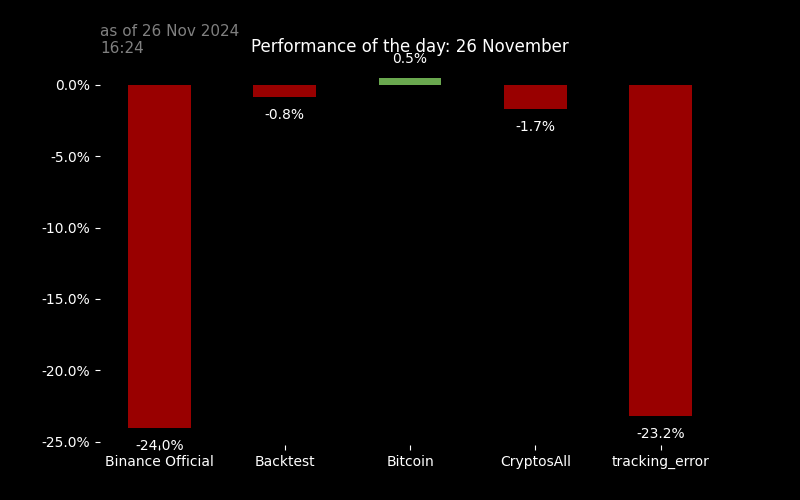 as of 26 Nov 2024
16:24
Performance of the day: 26 November
0.5%
0.0%
-0.8%
-1.7%
-5.0%
-10.0%
-15.0%
-20.0%
-23.2%
-25.0%
-24.0%
Binance Official
Backtest
Bitcoin
CryptosAll
tracking_error